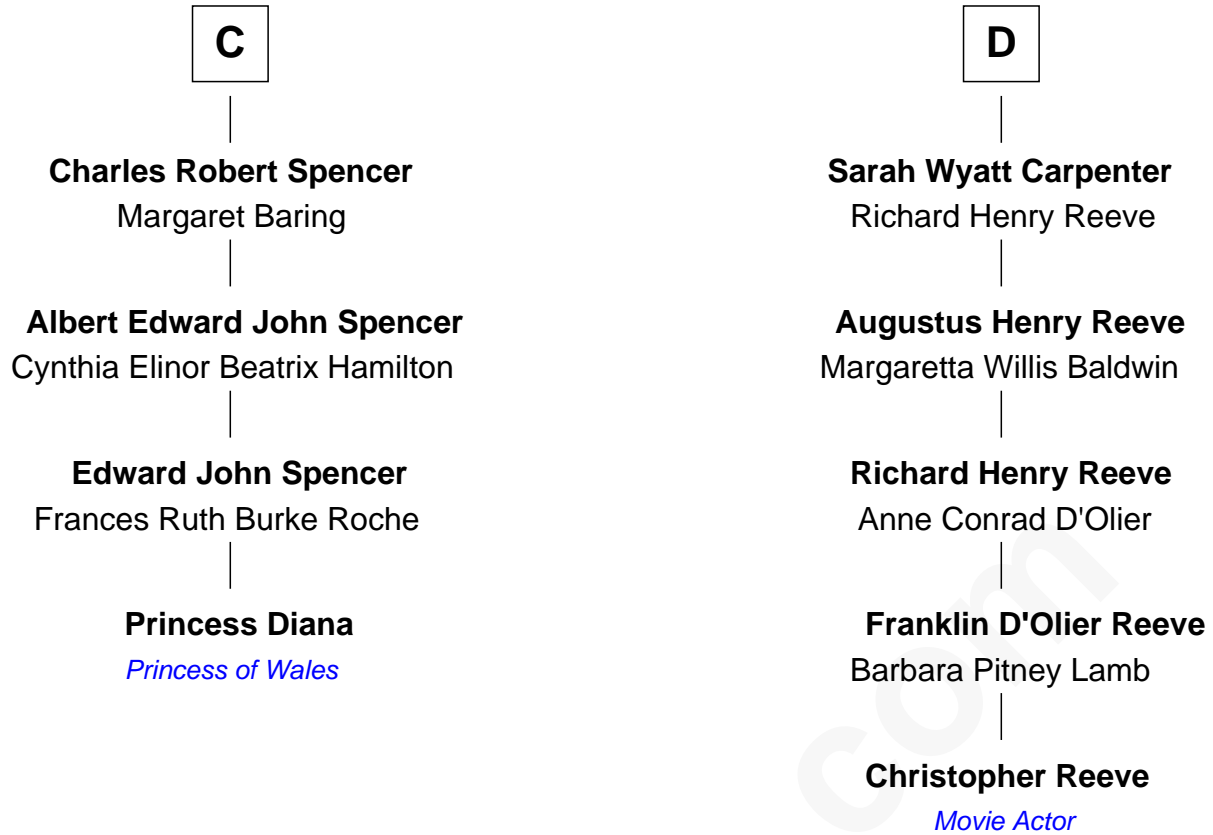 C
Charles Robert Spencer
Margaret Baring
Albert Edward John Spencer
Cynthia Elinor Beatrix Hamilton
Edward John Spencer
Frances Ruth Burke Roche
Princess Diana
Princess of Wales
D
Sarah Wyatt Carpenter
Richard Henry Reeve
Augustus Henry Reeve
Margaretta Willis Baldwin
Richard Henry Reeve
Anne Conrad D'Olier
Franklin D'Olier Reeve
Barbara Pitney Lamb
Christopher Reeve
Movie Actor
com